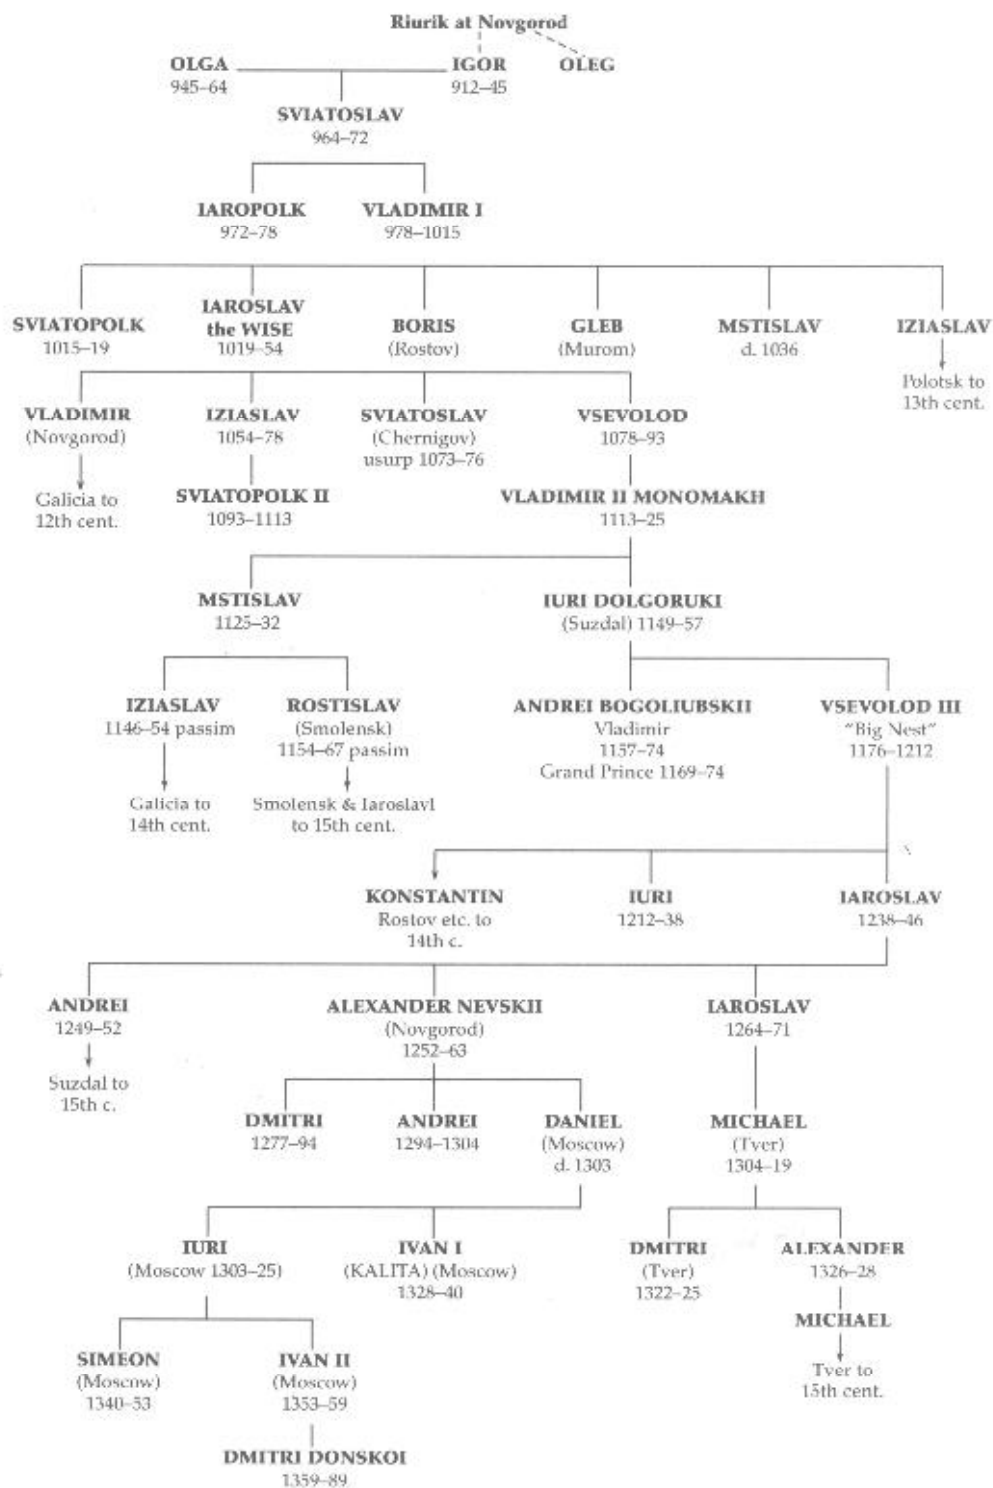 Riurik at Novgorod
OLGA
945–64
IGOR
912–45
OLEG
SVIATOSLAV
964–72
IAROPOLK
972–78
VLADIMIR I
978–1015
SVIATOPOLK
1015–19
IAROSLAV
the WISE
1019–54
BORIS
(Rostov)
GLEB
(Murom)
MSTISLAV
d. 1036
IZIASLAV
Polotsk to
13th cent.
VLADIMIR
(Novgorod)
Galicia to
12th cent.
IZIASLAV
1054–78
SVIATOSLAV
(Chernigov)
usurp 1073–76
VSEVOLOD
1078–93
SVIATOPOLK II
1093–1113
VLADIMIR II MONOMAKH
1113–25
MSTISLAV
1125–32
IURI DOLGORUKI
(Suzdal) 1149–57
IZIASLAV
1146–54 passim
Galicia to
14th cent.
ROSTISLAV
(Smolensk)
1154–67 passim
Smolensk & Iaroslavl
to 15th cent.
ANDREI BOGOLIUBSKII
Vladimir
1157–74
Grand Prince 1169–74
VSEVOLOD III
"Big Nest"
1176–1212
KONSTANTIN
Rostov etc. to
14th c.
IURI
1212–38
IAROSLAV
1238–46
ANDREI
1249–52
Suzdal to
15th c.
ALEXANDER NEVSKII
(Novgorod)
1252–63
IAROSLAV
1264–71
DMITRI
1277–94
ANDREI
1294–1304
DANIEL
(Moscow)
d. 1303
MICHAEL
(Tver)
1304–19
IURI
(Moscow 1303–25)
IVAN I
(KALITA) (Moscow)
1328–40
DMITRI
(Tver)
1322–25
ALEXANDER
1326–28
MICHAEL
Tver to
15th cent.
SIMEON
(Moscow)
1340–53
IVAN II
(Moscow)
1353–59
DMITRI DONSKOI
1359–89